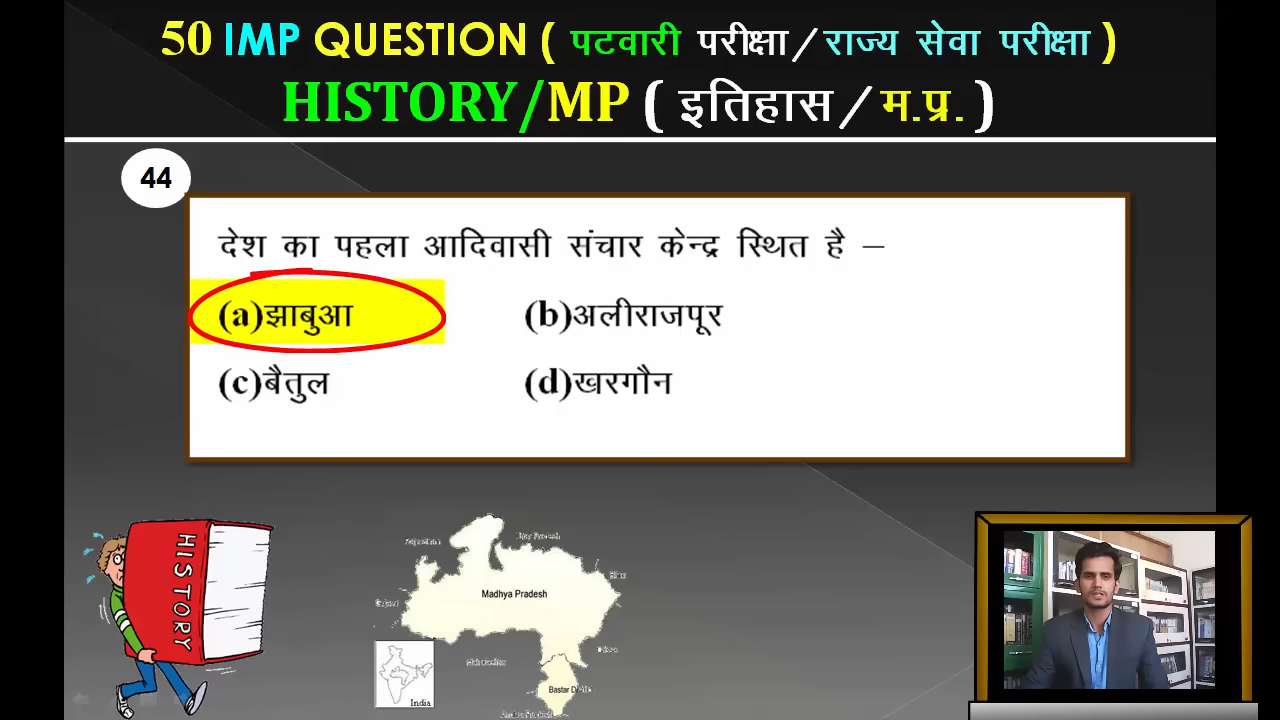 50 IMP QUESTION ( पटवारी परीक्षा/राज्य सेवा परीक्षा )
HISTORY/MP ( इतिहास/म.प्र. )
44
देश का पहला आदिवासी संचार केन्द्र स्थित है –
(a)झाबुआ (b)अलीराजपूर
(c)बैतुल (d)खरगौन
HISTORY
Madhya Pradesh
India